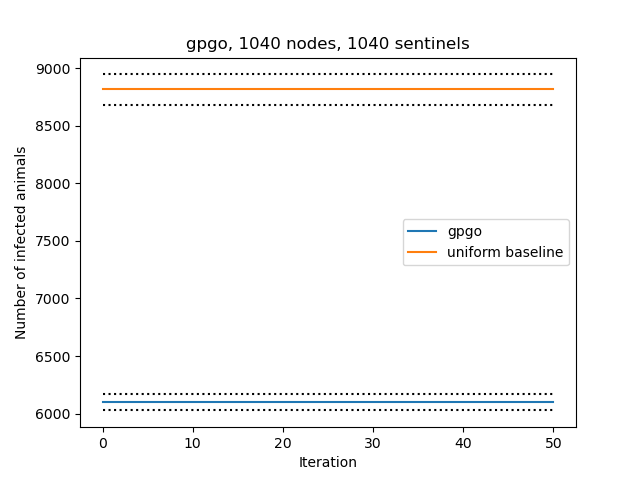 gpgo, 1040 nodes, 1040 sentinels
9000
8500
8000
7500
7000
6500
6000
Number of infected animals
gpgo
uniform baseline
0 10 20 30 40 50
Iteration